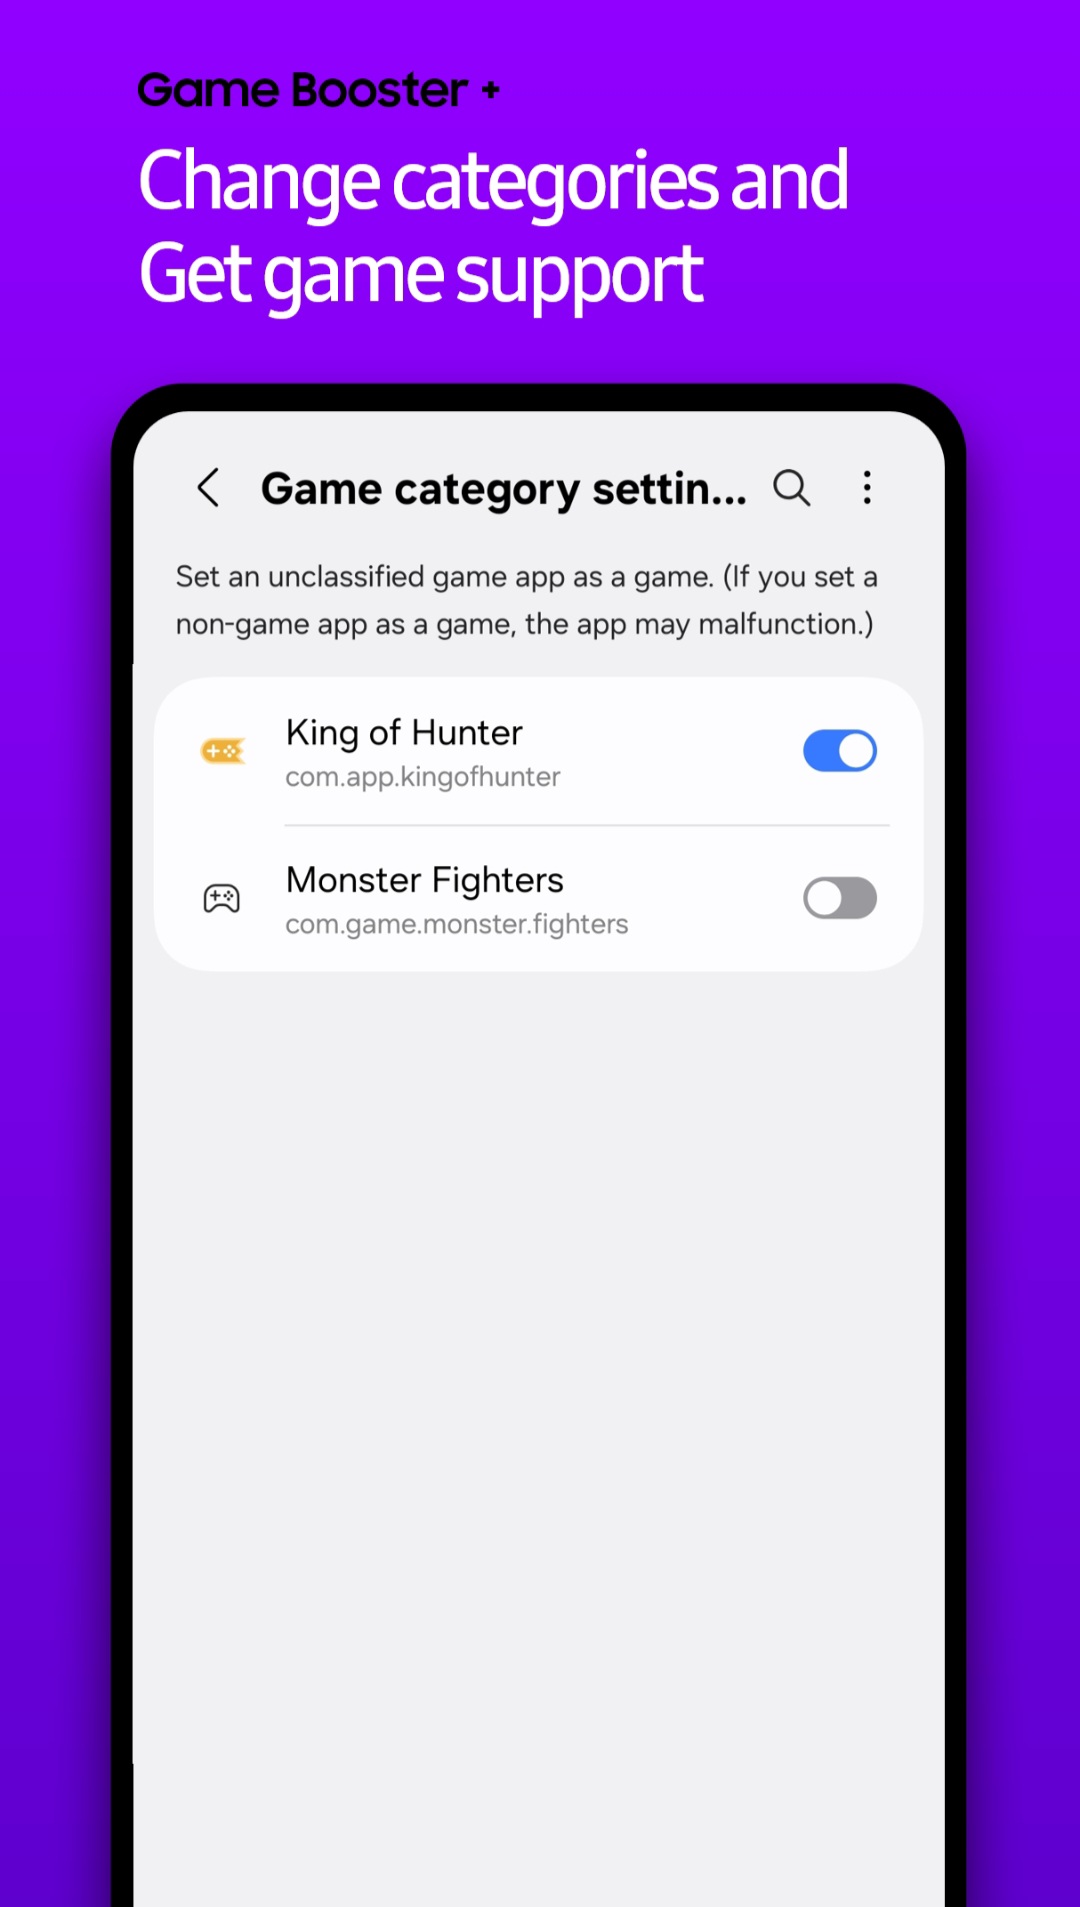 Game Booster +
Change categories and
Get game support
Game category settin...
Set an unclassified game app as a game. (If you set a
non-game app as a game, the app may malfunction.)
King of Hunter
com.app.kingofhunter
Monster Fighters
com.game.monster.fighters